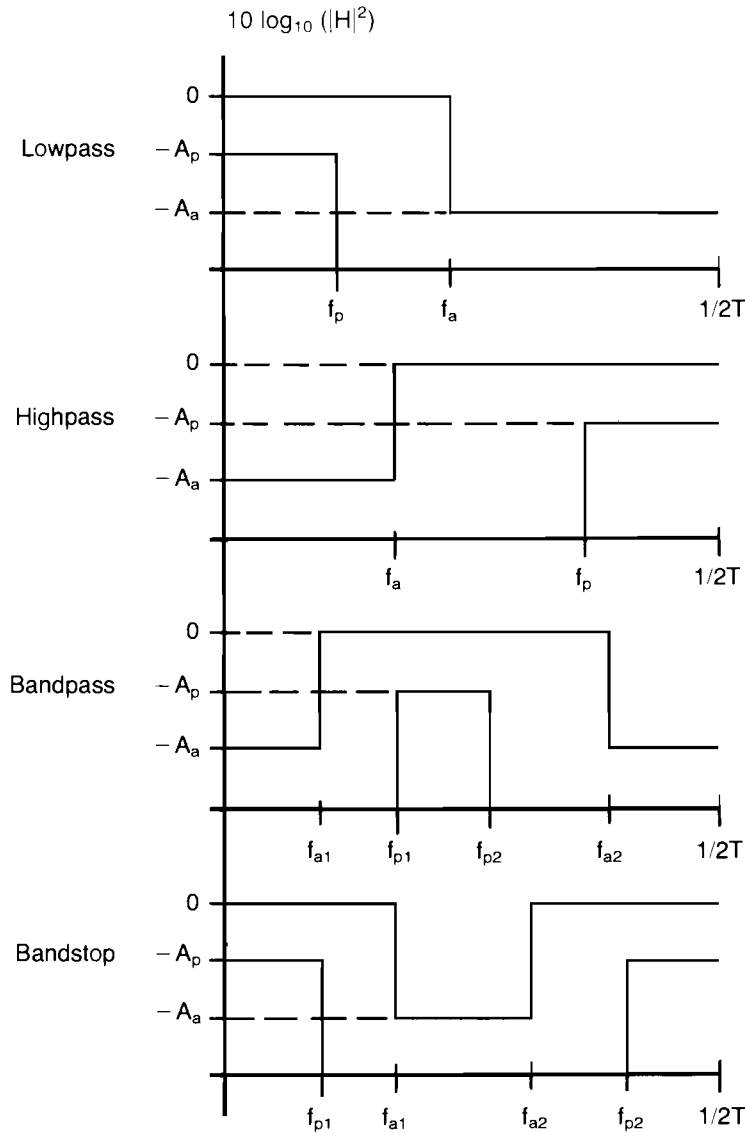 10 log₁₀ (|H|²)
0
Lowpass − Aₚ
−Aₐ
fₚ fₐ 1/2T
0
Highpass − Aₚ
− Aₐ
fₐ fₚ 1/2T
0
Bandpass − Aₚ
−Aₐ
fₐ₁ fₚ₁ fₚ₂ fₐ₂ 1/2T
0
Bandstop − Aₚ
− Aₐ
fₚ₁ fₐ₁ fₐ₂ fₚ₂ 1/2T